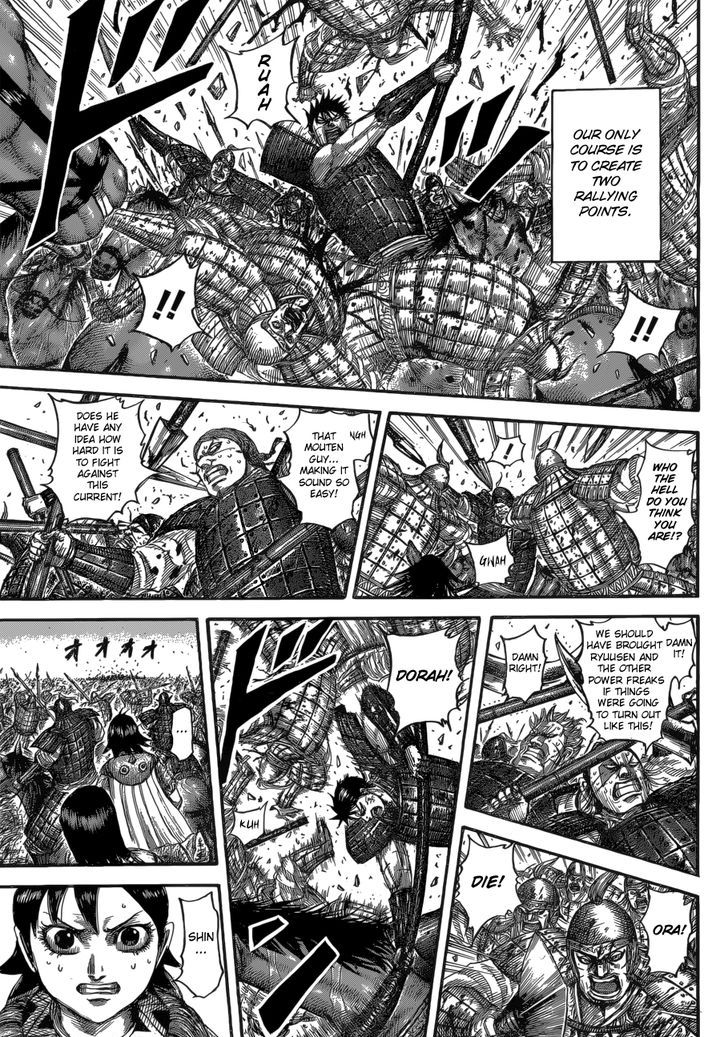 OUR ONLY
COURSE IS
TO CREATE
TWO
RALLYING
POINTS.
RUAH
ド
!!
!!
WHO
THE
HELL
DO YOU
THINK
YOU
ARE!?
!
GWAH
NGH
THAT
MOUTEN
GUY...
MAKING IT
SOUND SO
EASY!
DOES HE
HAVE ANY
IDEA HOW
HARD IT IS
TO FIGHT
AGAINST
THIS
CURRENT!
DAMN
IT!
WE SHOULD
HAVE BROUGHT
RYUUSEN AND
THE OTHER
POWER FREAKS
IF THINGS
WERE GOING
TO TURN OUT
LIKE THIS!
DAMN
RIGHT!
ORA!
DIE!
DORAH!
ド
KUH
オオオオ
...
SHIN
...